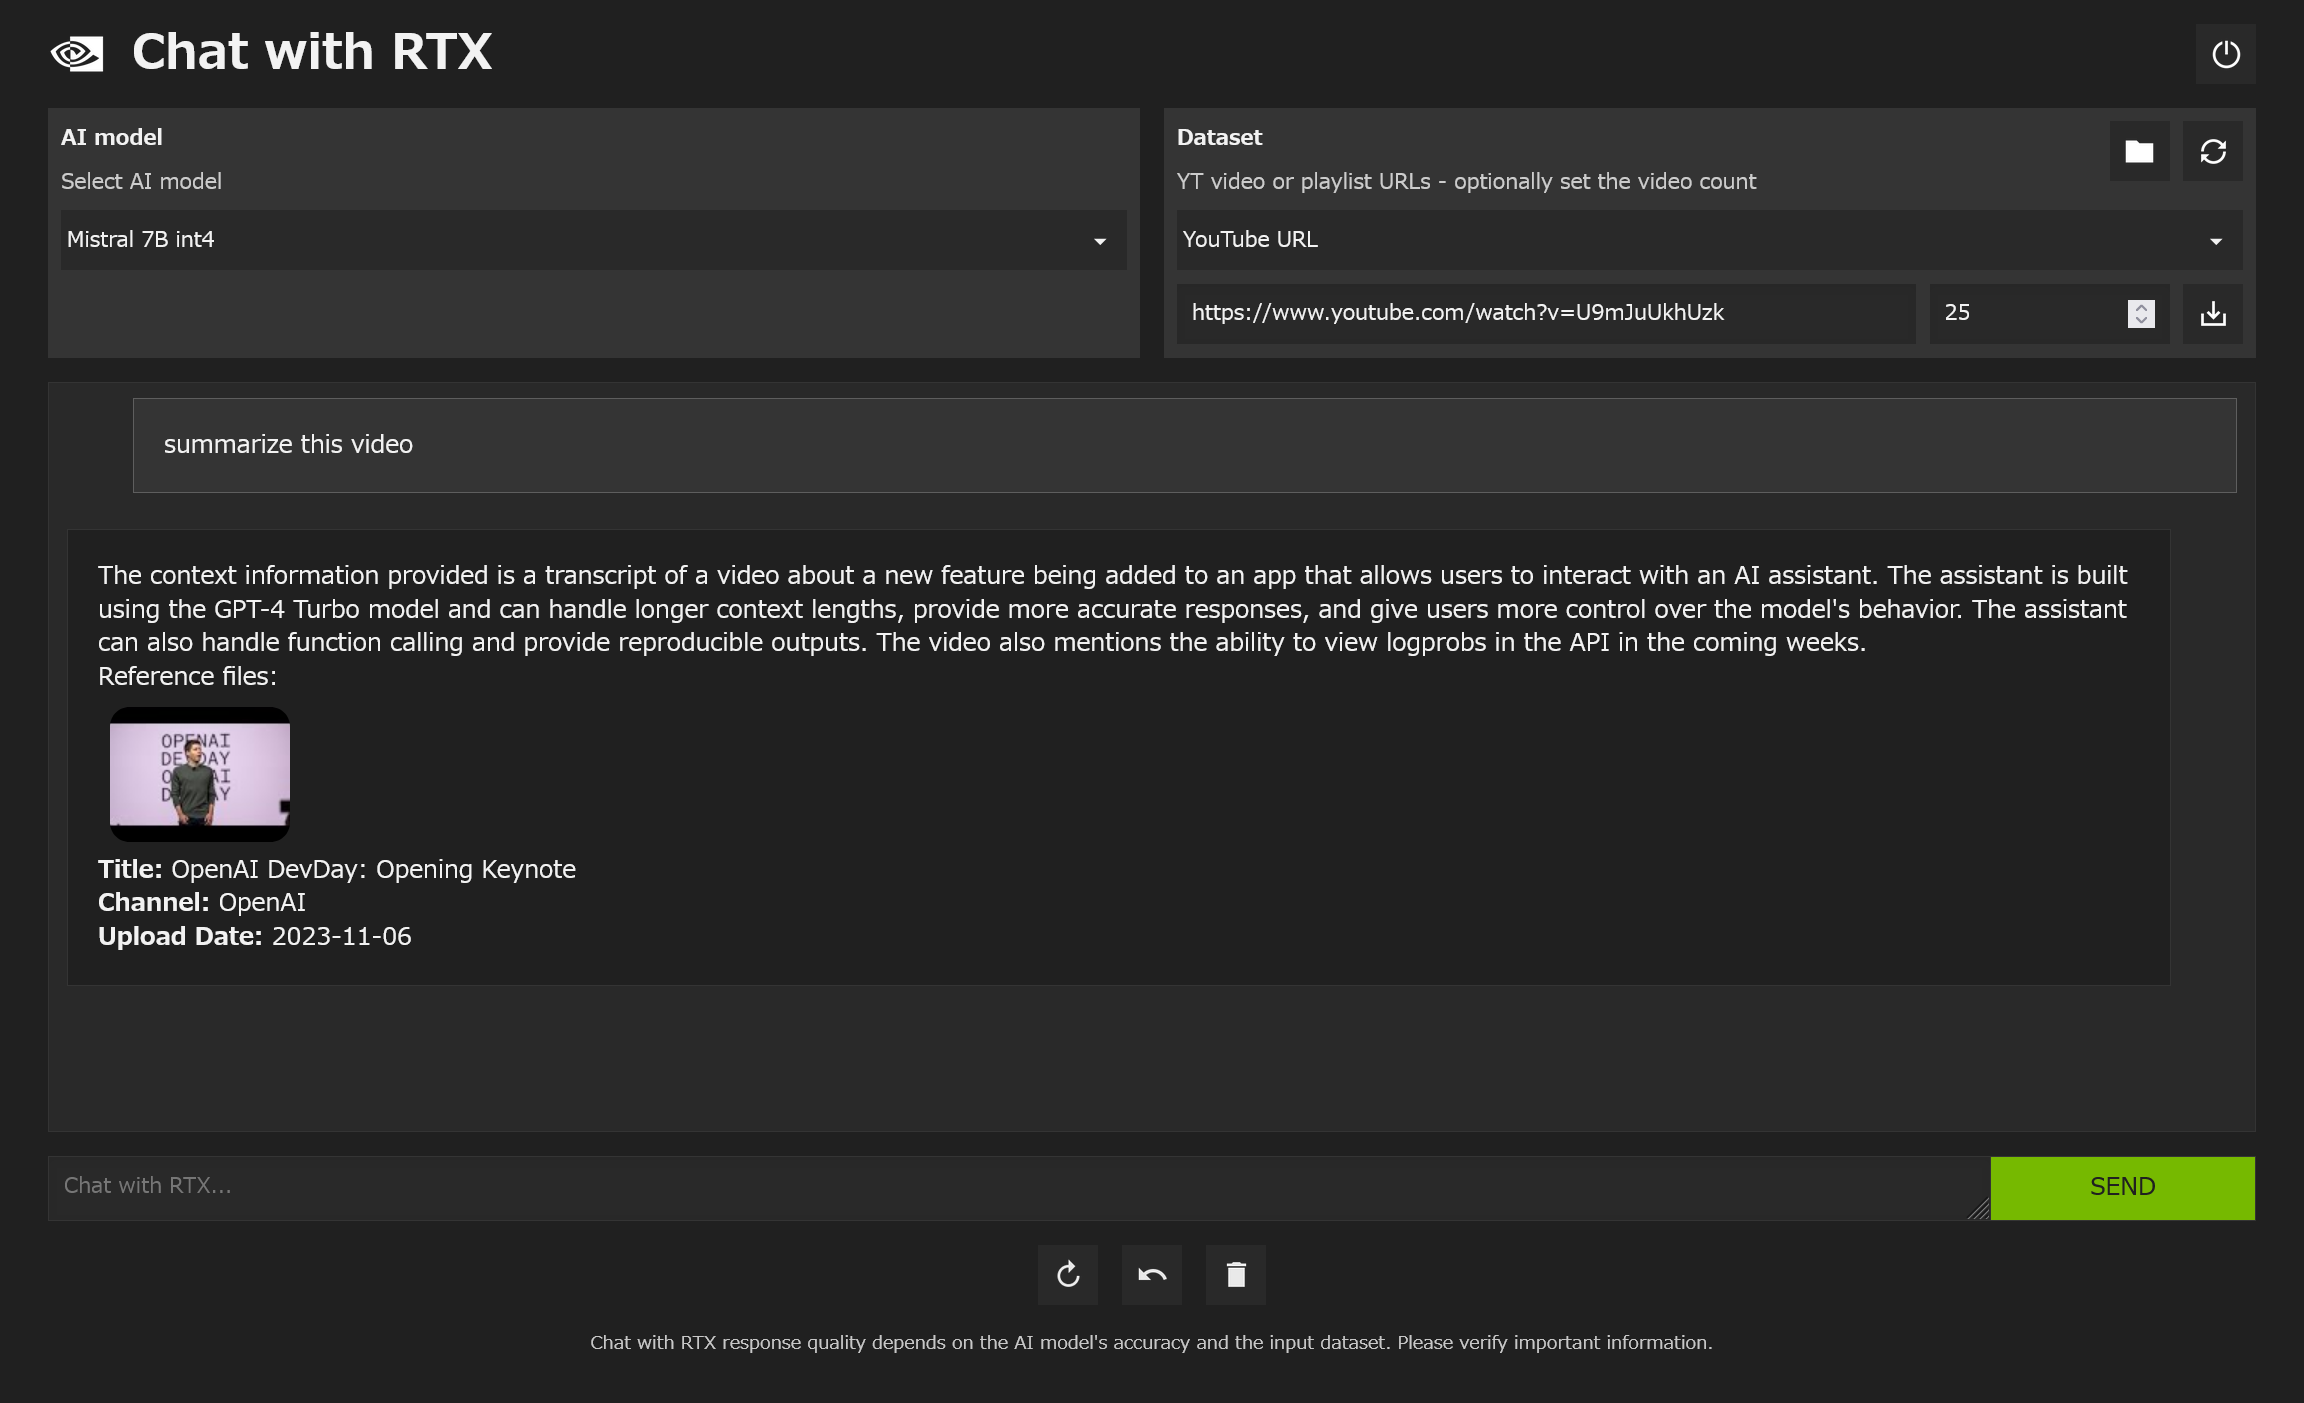 Chat with RTX
AI model
Select AI model
Mistral 7B int4
Dataset
YT video or playlist URLs - optionally set the video count
YouTube URL
https://www.youtube.com/watch?v=U9mJuUkhUzk
25
summarize this video
The context information provided is a transcript of a video about a new feature being added to an app that allows users to interact with an AI assistant. The assistant is built
using the GPT-4 Turbo model and can handle longer context lengths, provide more accurate responses, and give users more control over the model's behavior. The assistant
can also handle function calling and provide reproducible outputs. The video also mentions the ability to view logprobs in the API in the coming weeks.
Reference files:
OPENAI
DEVDAY
OPENAI
DEVDAY
Title: OpenAI DevDay: Opening Keynote
Channel: OpenAI
Upload Date: 2023-11-06
Chat with RTX...
SEND
Chat with RTX response quality depends on the AI model's accuracy and the input dataset. Please verify important information.